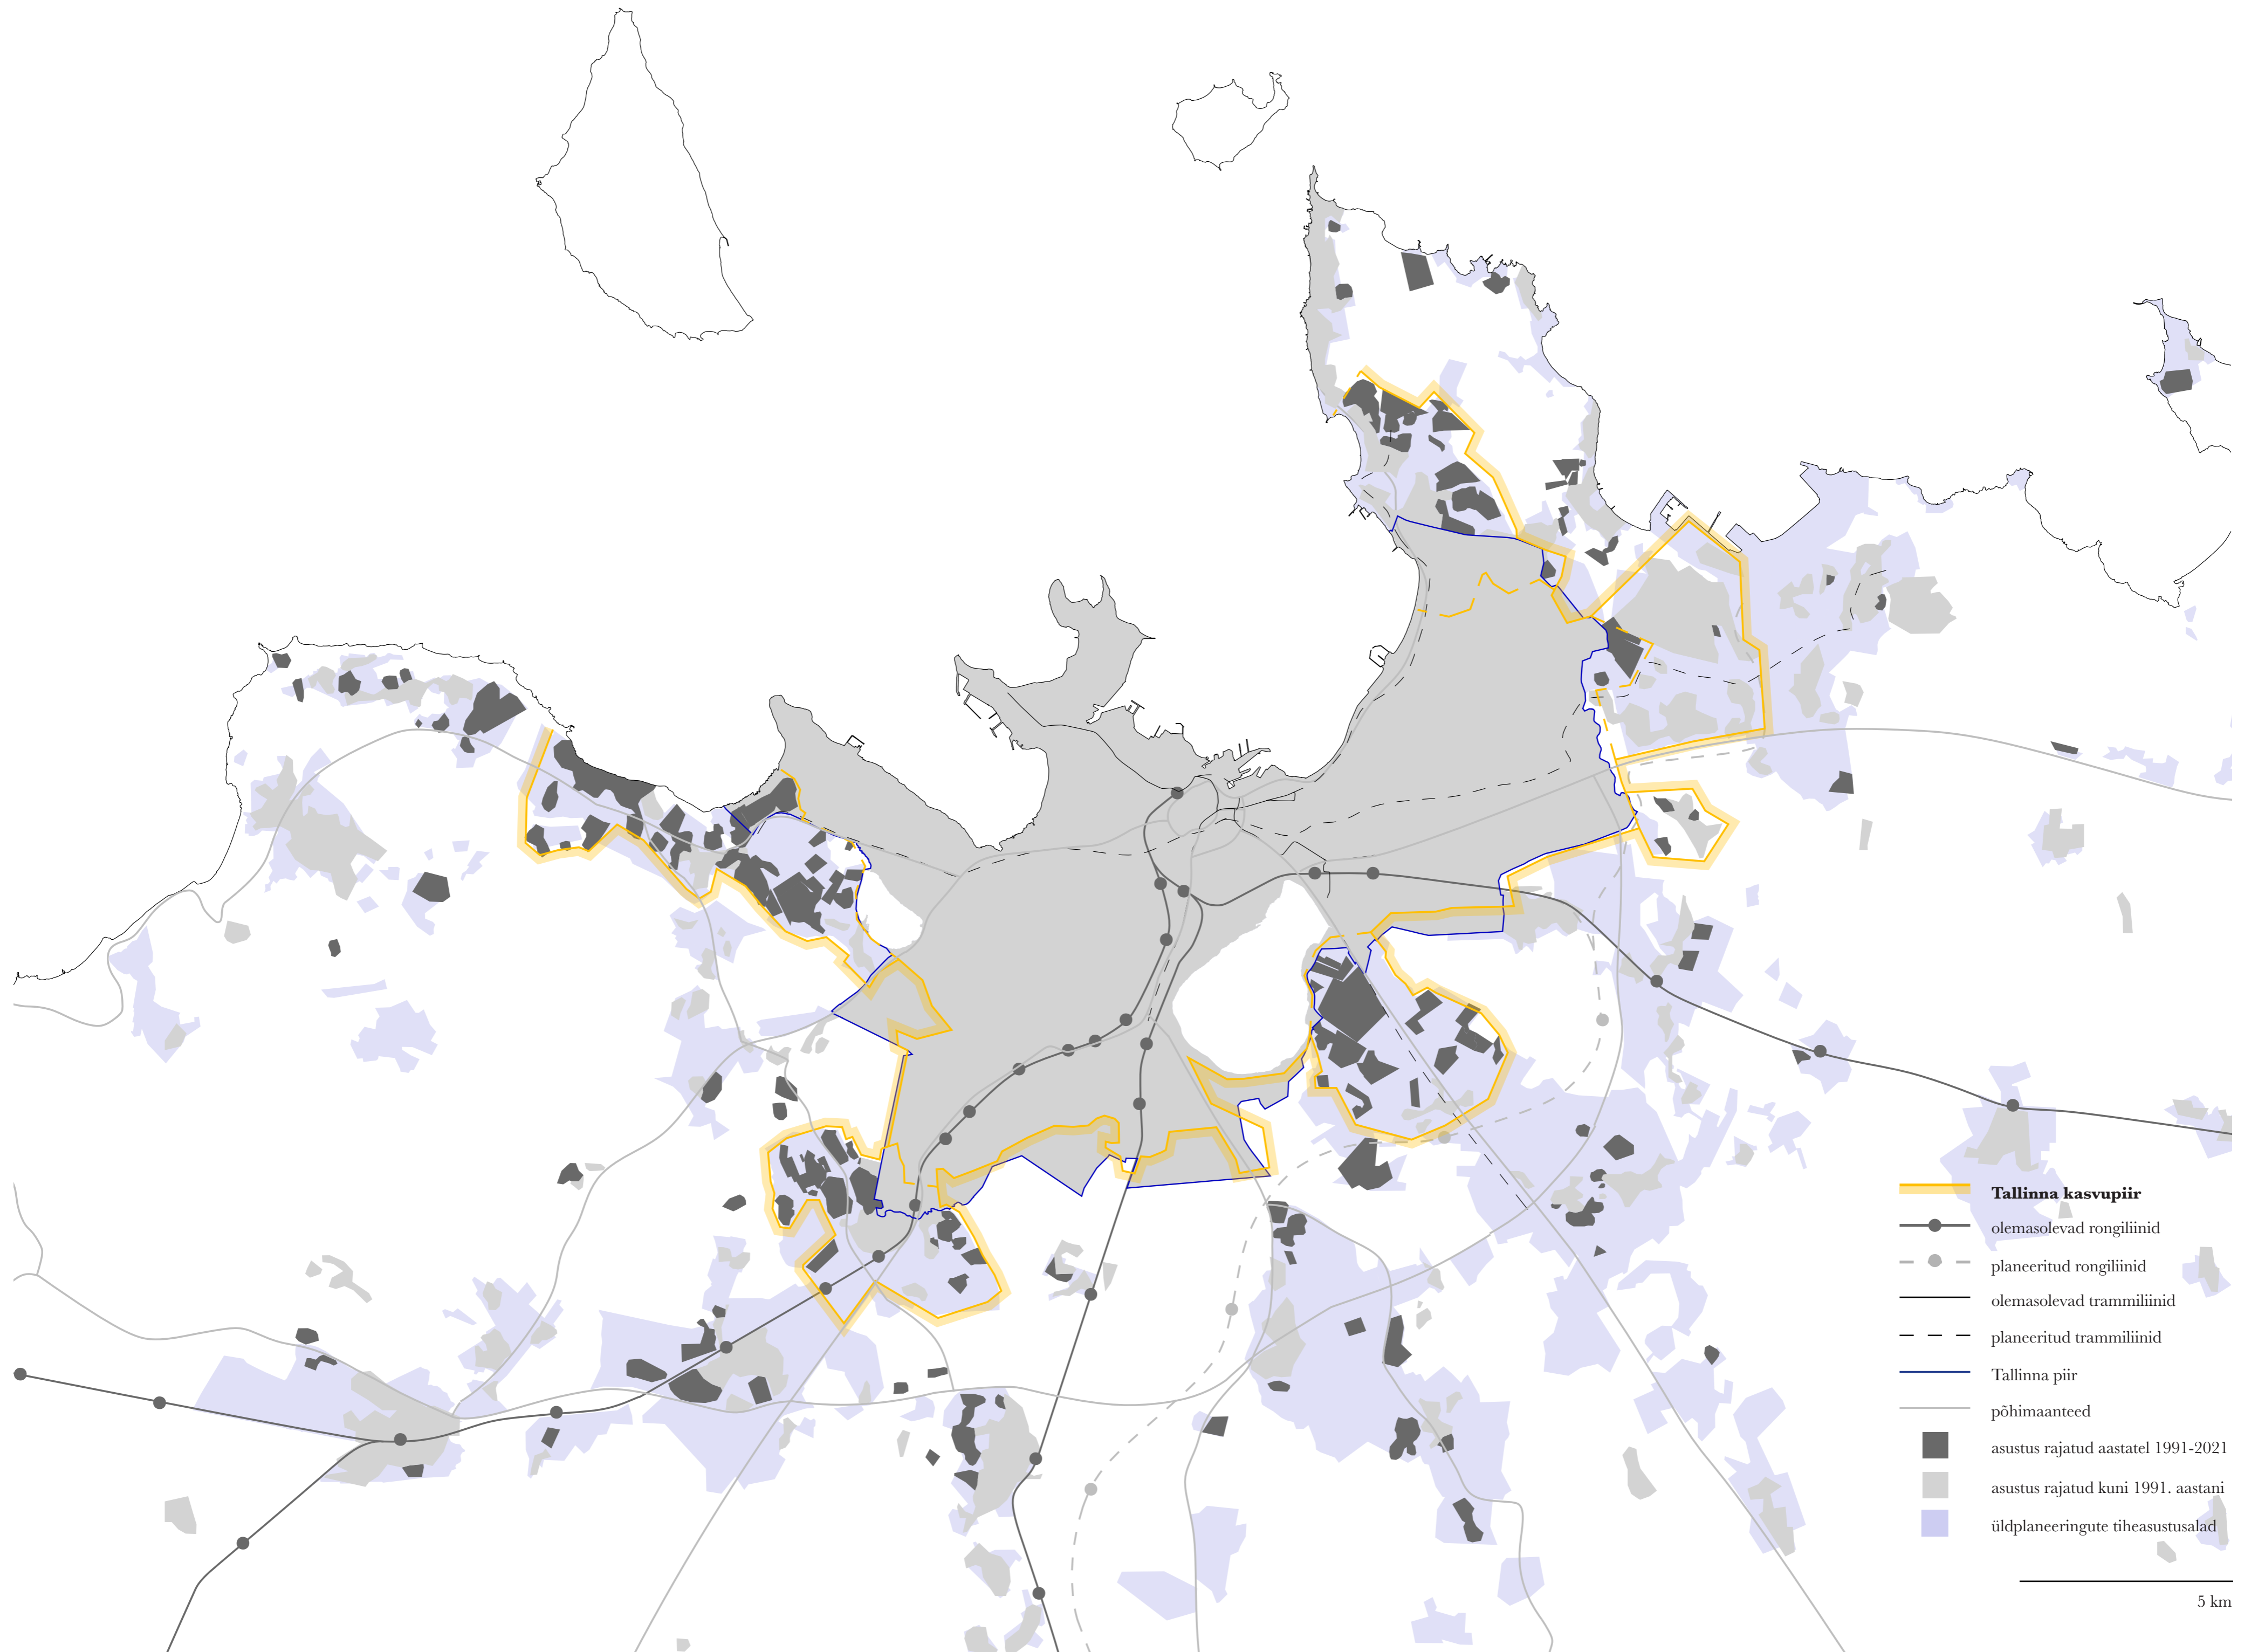 Tallinna kasvupiir
olemasolevad rongiliinid
planeeritud rongiliinid
olemasolevad trammiliinid
planeeritud trammiliinid
Tallinna piir
põhimaanteed
asustus rajatud aastatel 1991-2021
asustus rajatud kuni 1991. aastani
üldplaneeringute tiheasustusalad
5 km